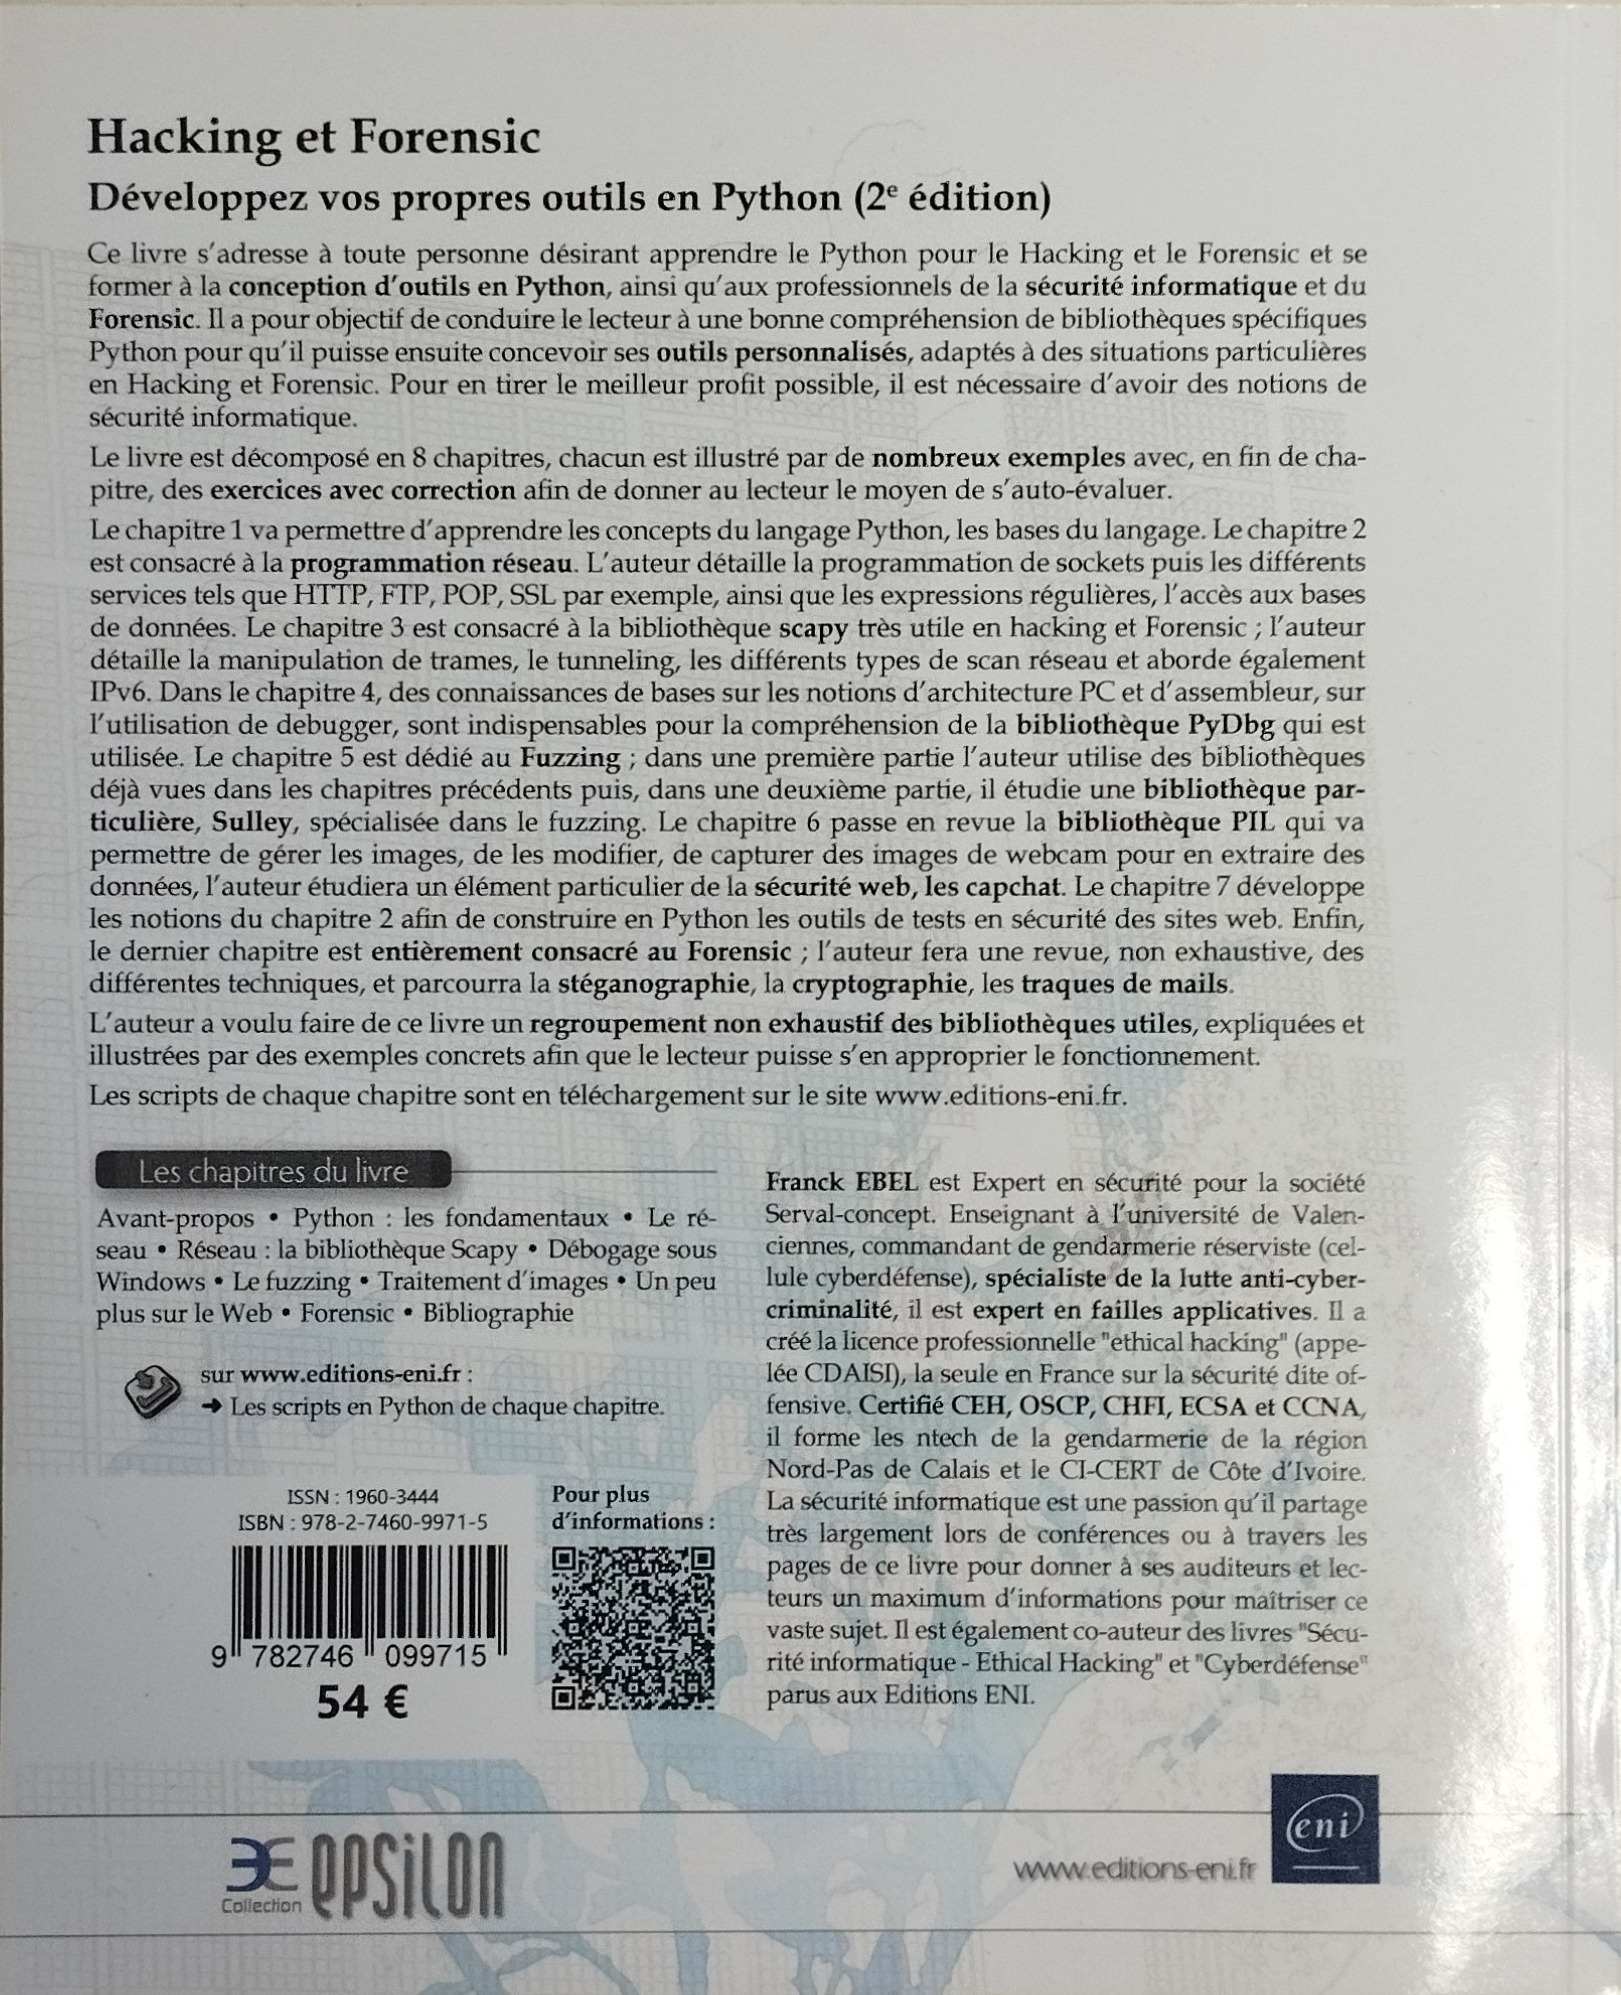 Hacking et Forensic
Développez vos propres outils en Python (2e édition)
Ce livre s'adresse à toute personne désirant apprendre le Python pour le Hacking et le Forensic et se
former à la conception d'outils en Python, ainsi qu'aux professionnels de la sécurité informatique et du
Forensic. Il a pour objectif de conduire le lecteur à une bonne compréhension de bibliothèques spécifiques
Python pour qu'il puisse ensuite concevoir ses outils personnalisés, adaptés à des situations particulières
en Hacking et Forensic. Pour en tirer le meilleur profit possible, il est nécessaire d'avoir des notions de
sécurité informatique.
Le livre est décomposé en 8 chapitres, chacun est illustré par de nombreux exemples avec, en fin de cha-
pitre, des exercices avec correction afin de donner au lecteur le moyen de s'auto-évaluer.
Le chapitre 1 va permettre d'apprendre les concepts du langage Python, les bases du langage. Le chapitre 2
est consacré à la programmation réseau. L'auteur détaille la programmation de sockets puis les différents
services tels que HTTP, FTP, POP, SSL par exemple, ainsi que les expressions régulières, l'accès aux bases
de données. Le chapitre 3 est consacré à la bibliothèque scapy très utile en hacking et Forensic ; l'auteur
détaille la manipulation de trames, le tunneling, les différents types de scan réseau et aborde également
IPv6. Dans le chapitre 4, des connaissances de bases sur les notions d'architecture PC et d'assembleur, sur
l'utilisation de debugger, sont indispensables pour la compréhension de la bibliothèque PyDbg qui est
utilisée. Le chapitre 5 est dédié au Fuzzing ; dans une première partie l'auteur utilise des bibliothèques
déjà vues dans les chapitres précédents puis, dans une deuxième partie, il étudie une bibliothèque par-
ticulière, Sulley, spécialisée dans le fuzzing. Le chapitre 6 passe en revue la bibliothèque PIL qui va
permettre de gérer les images, de les modifier, de capturer des images de webcam pour en extraire des
données, l'auteur étudiera un élément particulier de la sécurité web, les capchat. Le chapitre 7 développe
les notions du chapitre 2 afin de construire en Python les outils de tests en sécurité des sites web. Enfin,
le dernier chapitre est entièrement consacré au Forensic ; l'auteur fera une revue, non exhaustive, des
différentes techniques, et parcourra la stéganographie, la cryptographie, les traques de mails.
L'auteur a voulu faire de ce livre un regroupement non exhaustif des bibliothèques utiles, expliquées et
illustrées par des exemples concrets afin que le lecteur puisse s'en approprier le fonctionnement.
Les scripts de chaque chapitre sont en téléchargement sur le site www.editions-eni.fr.
Les chapitres du livre
Avant-propos • Python : les fondamentaux • Le ré-
seau • Réseau : la bibliothèque Scapy • Débogage sous
Windows • Le fuzzing • Traitement d'images • Un peu
plus sur le Web • Forensic • Bibliographie
sur www.editions-eni.fr :
➜ Les scripts en Python de chaque chapitre.
ISSN : 1960-3444
ISBN : 978-2-7460-9971-5
9 782746 099715
54 €
Pour plus
d'informations :
Franck EBEL est Expert en sécurité pour la société
Serval-concept. Enseignant à l'université de Valen-
ciennes, commandant de gendarmerie réserviste (cel-
lule cyberdéfense), spécialiste de la lutte anti-cyber-
criminalité, il est expert en failles applicatives. Il a
créé la licence professionnelle "ethical hacking" (appe-
lée CDAISI), la seule en France sur la sécurité dite of-
fensive. Certifié CEH, OSCP, CHFI, ECSA et CCNA,
il forme les ntech de la gendarmerie de la région
Nord-Pas de Calais et le CI-CERT de Côte d'Ivoire.
La sécurité informatique est une passion qu'il partage
très largement lors de conférences ou à travers les
pages de ce livre pour donner à ses auditeurs et lec-
teurs un maximum d'informations pour maîtriser ce
vaste sujet. Il est également co-auteur des livres "Sécu-
rité informatique - Ethical Hacking" et "Cyberdéfense"
parus aux Editions ENI.
Collection epsilon
www.editions-eni.fr
eni